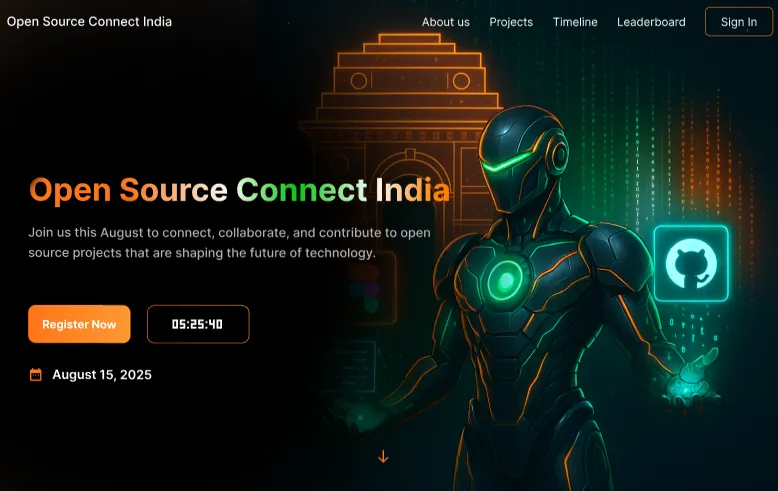 Open Source Connect India
About us
Projects
Timeline
Leaderboard
Sign In
Open Source Connect India
Join us this August to connect, collaborate, and contribute to open
source projects that are shaping the future of technology.
Register Now
05:25:40
August 15, 2025